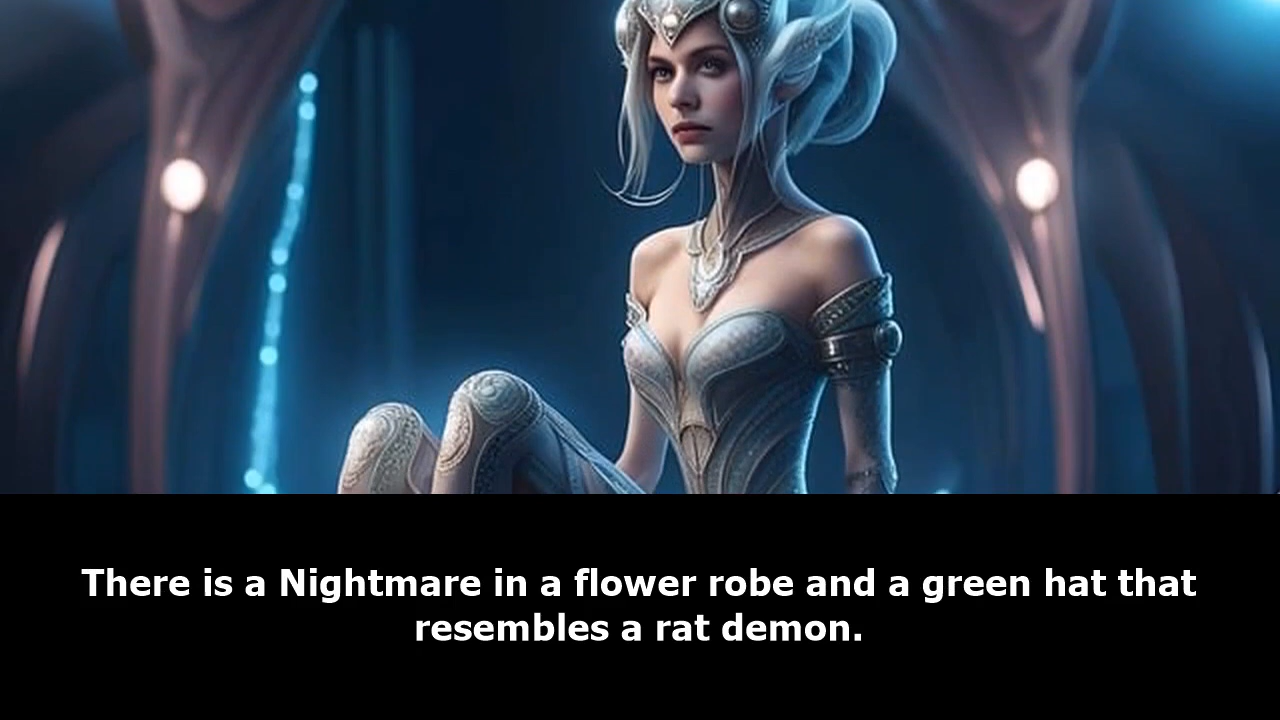 There is a Nightmare in a flower robe and a green hat that
resembles a rat demon.